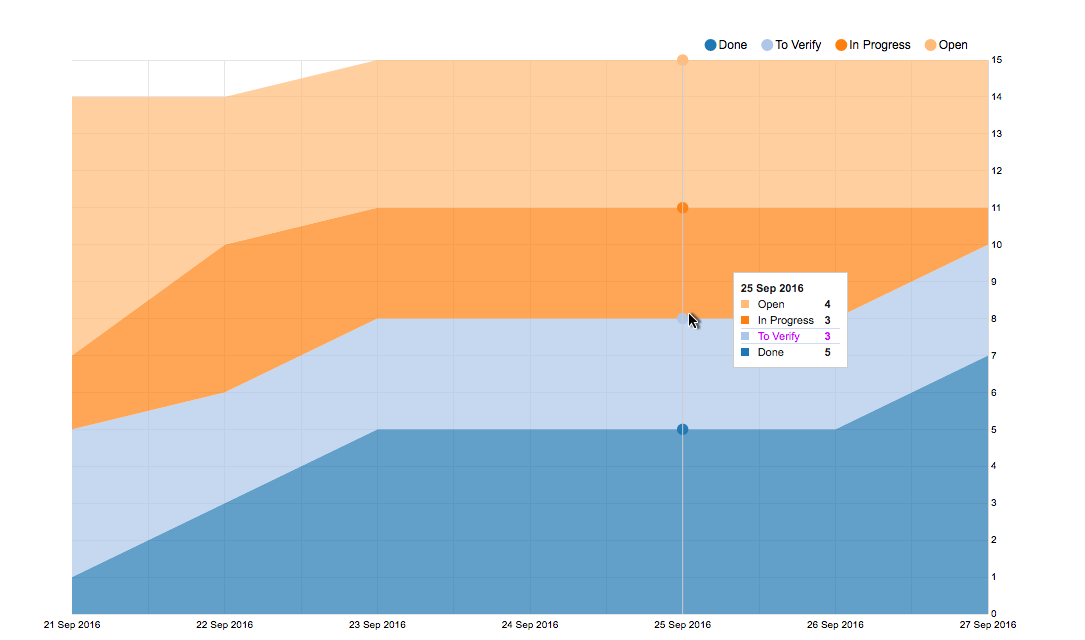 Done To Verify In Progress Open
15
14
13
12
11
10
9
8
7
6
5
4
3
2
1
0
25 Sep 2016
Open 4
In Progress 3
To Verify 3
Done 5
21 Sep 2016 22 Sep 2016 23 Sep 2016 24 Sep 2016 25 Sep 2016 26 Sep 2016 27 Sep 2016